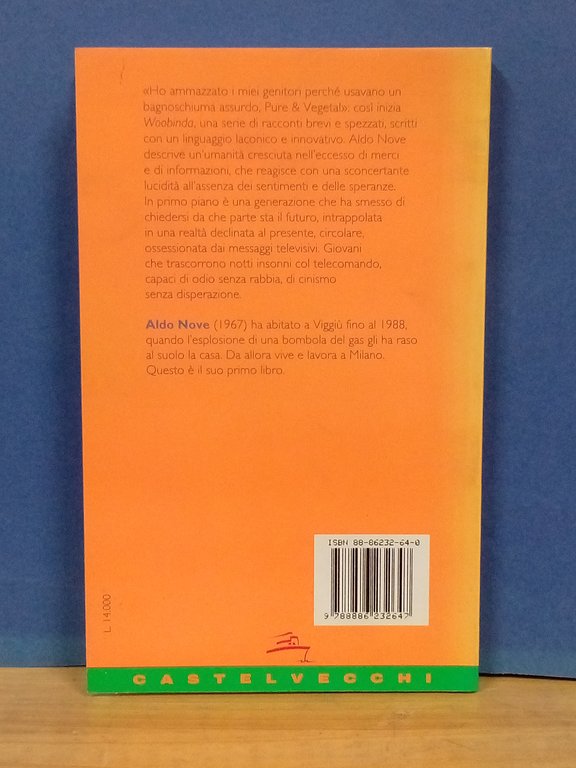 «Ho ammazzato i miei genitori perché usavano un
bagnoschiuma assurdo, Pure & Vegetal»: così inizia
Woobinda, una serie di racconti brevi e spezzati, scritti
con un linguaggio laconico e innovativo. Aldo Nove
descrive un'umanità cresciuta nell'eccesso di merci
e di informazioni, che reagisce con una sconcertante
lucidità all'assenza dei sentimenti e delle speranze.
In primo piano è una generazione che ha smesso di
chiedersi da che parte sta il futuro, intrappolata
in una realtà declinata al presente, circolare,
ossessionata dai messaggi televisivi. Giovani
che trascorrono notti insonni col telecomando,
capaci di odio senza rabbia, di cinismo
senza disperazione.
Aldo Nove (1967) ha abitato a Viggiù fino al 1988,
quando l'esplosione di una bombola del gas gli ha raso
al suolo la casa. Da allora vive e lavora a Milano.
Questo è il suo primo libro.
ISBN 88-86232-64-0
9 788886 232647
L. 14.000
CASTELVECCHI